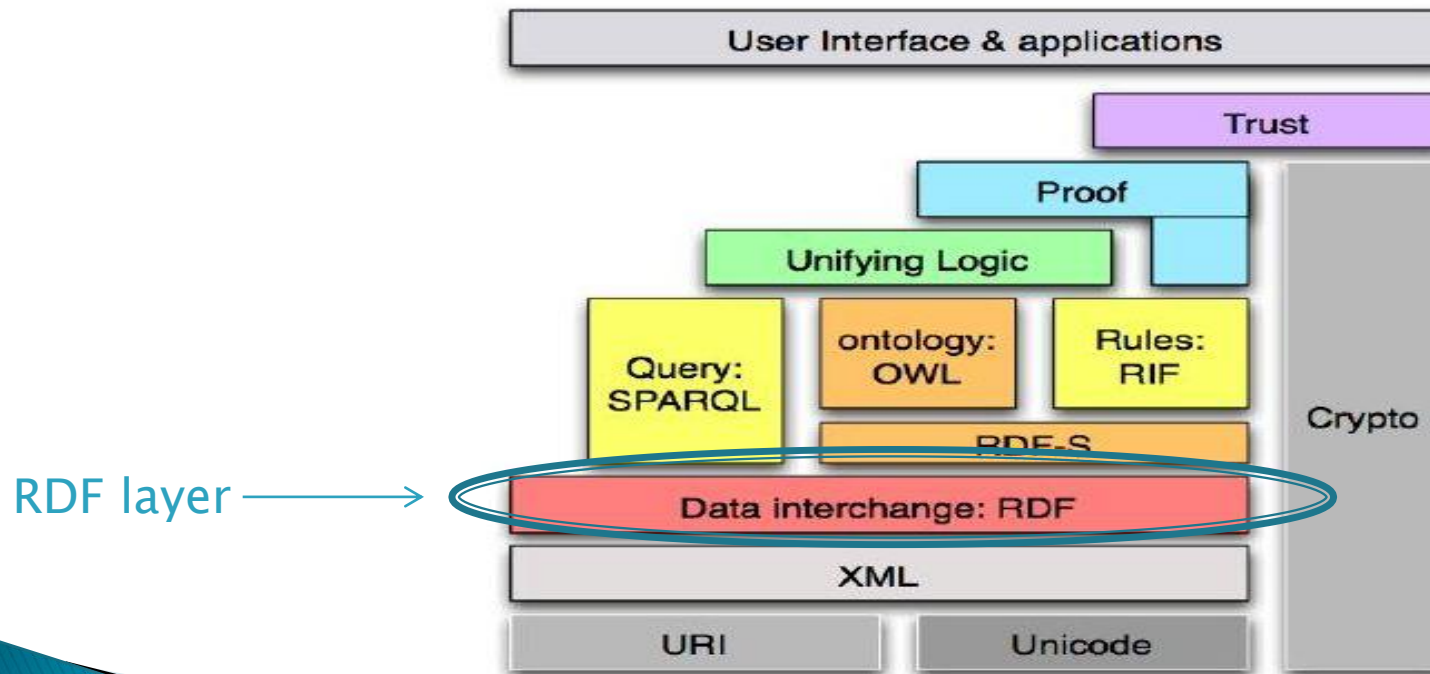 User Interface & applications
Trust
Proof
Unifying Logic
Query:
SPARQL
ontology:
OWL
Rules:
RIF
Crypto
RDF-S
RDF layer
Data interchange: RDF
XML
URI
Unicode